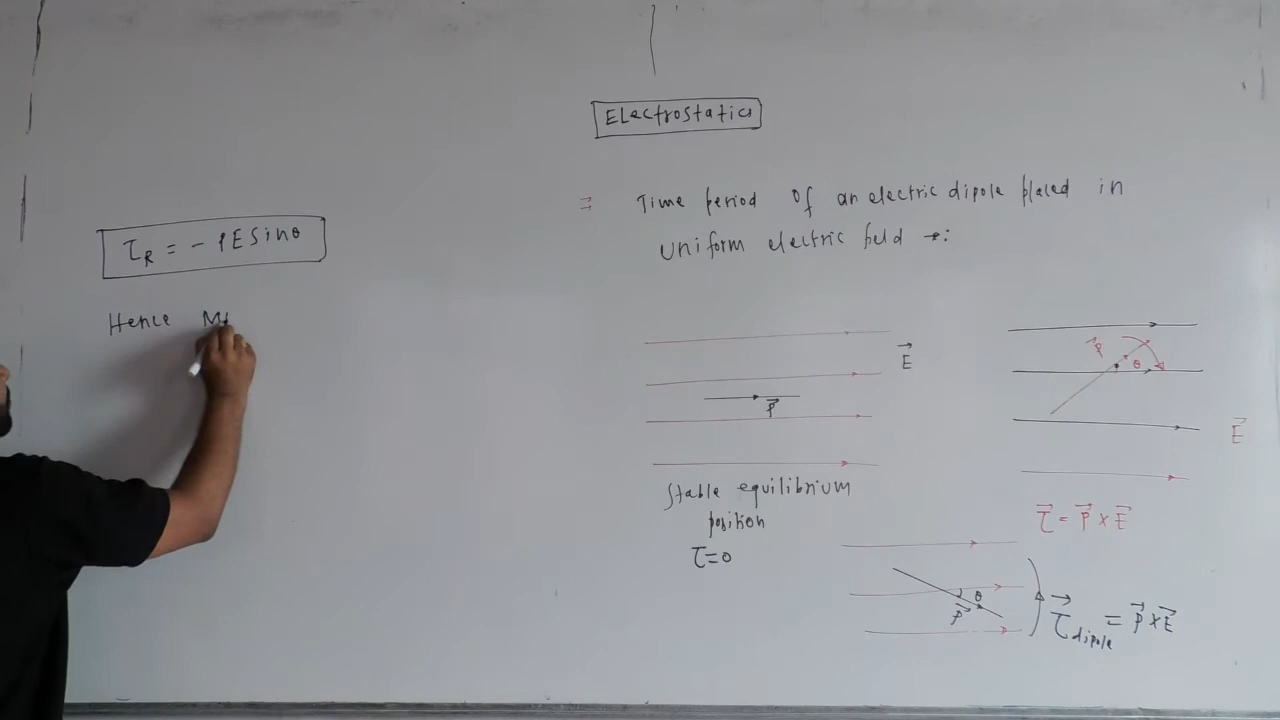 Electrostatics
Time period of an electric dipole placed in
uniform electric field →:
τ_R = - PE Sinθ
Hence
E⃗
P⃗
Stable equilibrium
position
τ=0
P⃗
θ
E⃗
τ⃗ = P⃗ × E⃗
θ
P⃗
τ⃗ dipole = P⃗ × E⃗